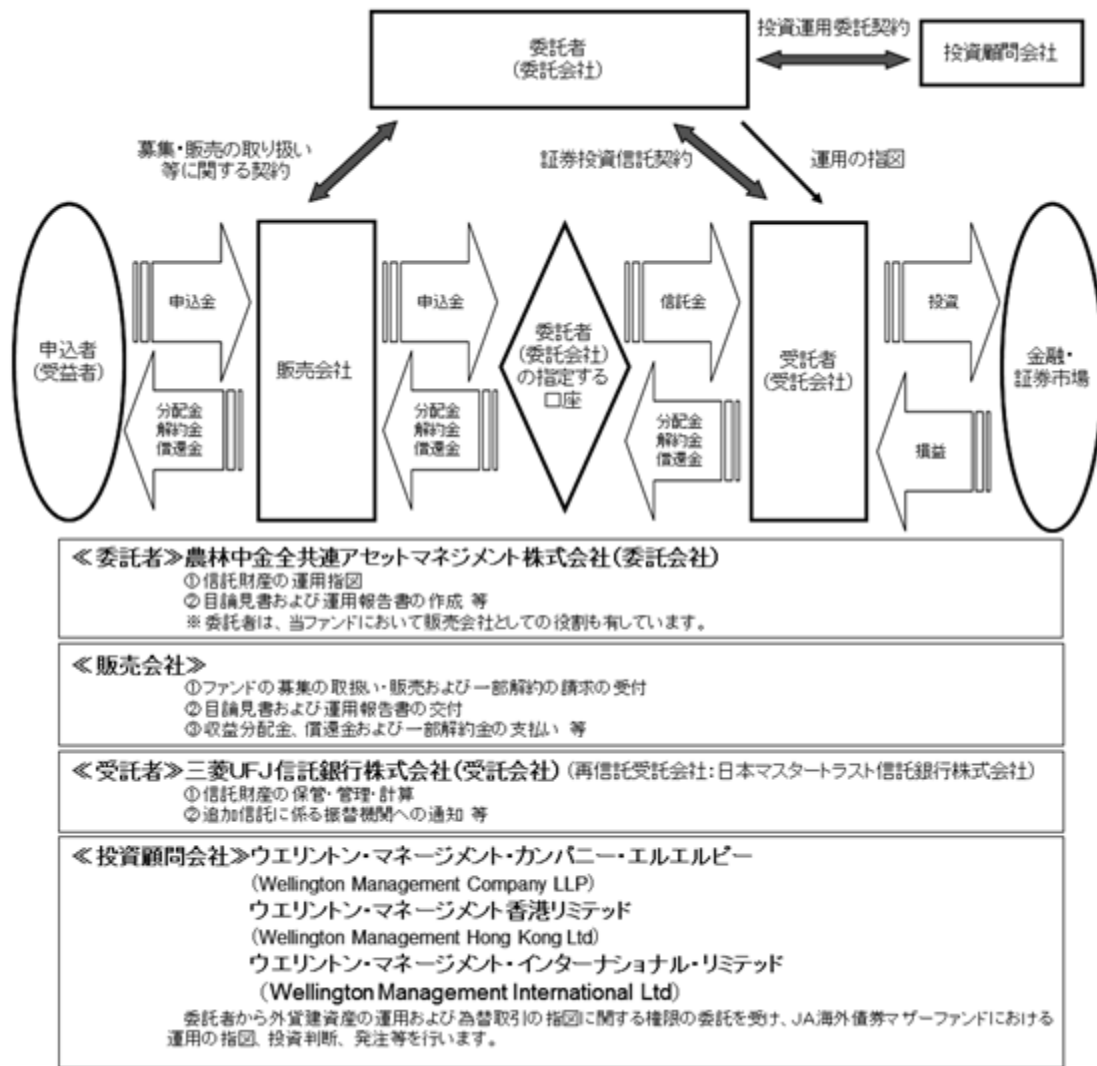 委託者
(委託会社)
投資運用委託契約
投資顧問会社
募集・販売の取り扱い
等に関する契約
証券投資信託契約
運用の指図
申込者
(受益者)
申込金
分配金
解約金
償還金
販売会社
申込金
分配金
解約金
償還金
委託者
(委託会社)
の指定する
口座
信託金
分配金
解約金
償還金
受託者
(受託会社)
投資
損益
金融・
証券市場
≪委託者≫農林中金全共連アセットマネジメント株式会社(委託会社)
①信託財産の運用指図
②目論見書および運用報告書の作成 等
※委託者は、当ファンドにおいて販売会社としての役割も有しています。
≪販売会社≫
①ファンドの募集の取扱い・販売および一部解約の請求の受付
②目論見書および運用報告書の交付
③収益分配金、償還金および一部解約金の支払い 等
≪受託者≫三菱UFJ信託銀行株式会社(受託会社)(再信託受託会社:日本マスタートラスト信託銀行株式会社)
①信託財産の保管・管理・計算
②追加信託に係る振替機関への通知 等
≪投資顧問会社≫ウエリントン・マネージメント・カンパニー・エルエルピー
(Wellington Management Company LLP)
ウエリントン・マネージメント香港リミテッド
(Wellington Management Hong Kong Ltd)
ウエリントン・マネージメント・インターナショナル・リミテッド
(Wellington Management International Ltd)
委託者から外貨建資産の運用および為替取引の指図に関する権限の委託を受け、JA海外債券マザーファンドにおける
運用の指図、投資判断、発注等を行います。